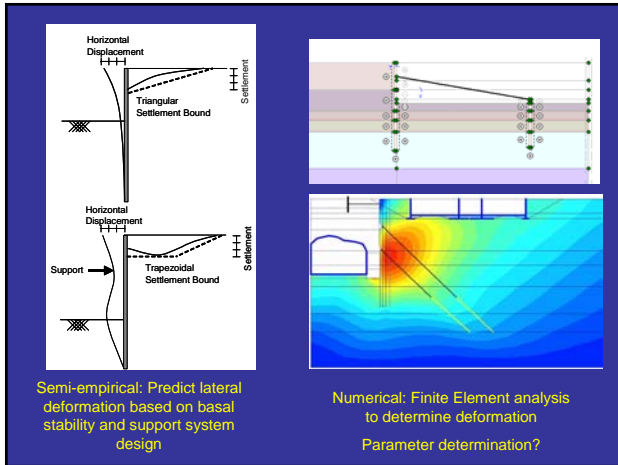 Horizontal
Displacement
Settlement
Triangular
Settlement Bound
Horizontal
Displacement
Settlement
Support
Trapezoidal
Settlement Bound
Semi-empirical: Predict lateral
deformation based on basal
stability and support system
design
Numerical: Finite Element analysis
to determine deformation
Parameter determination?